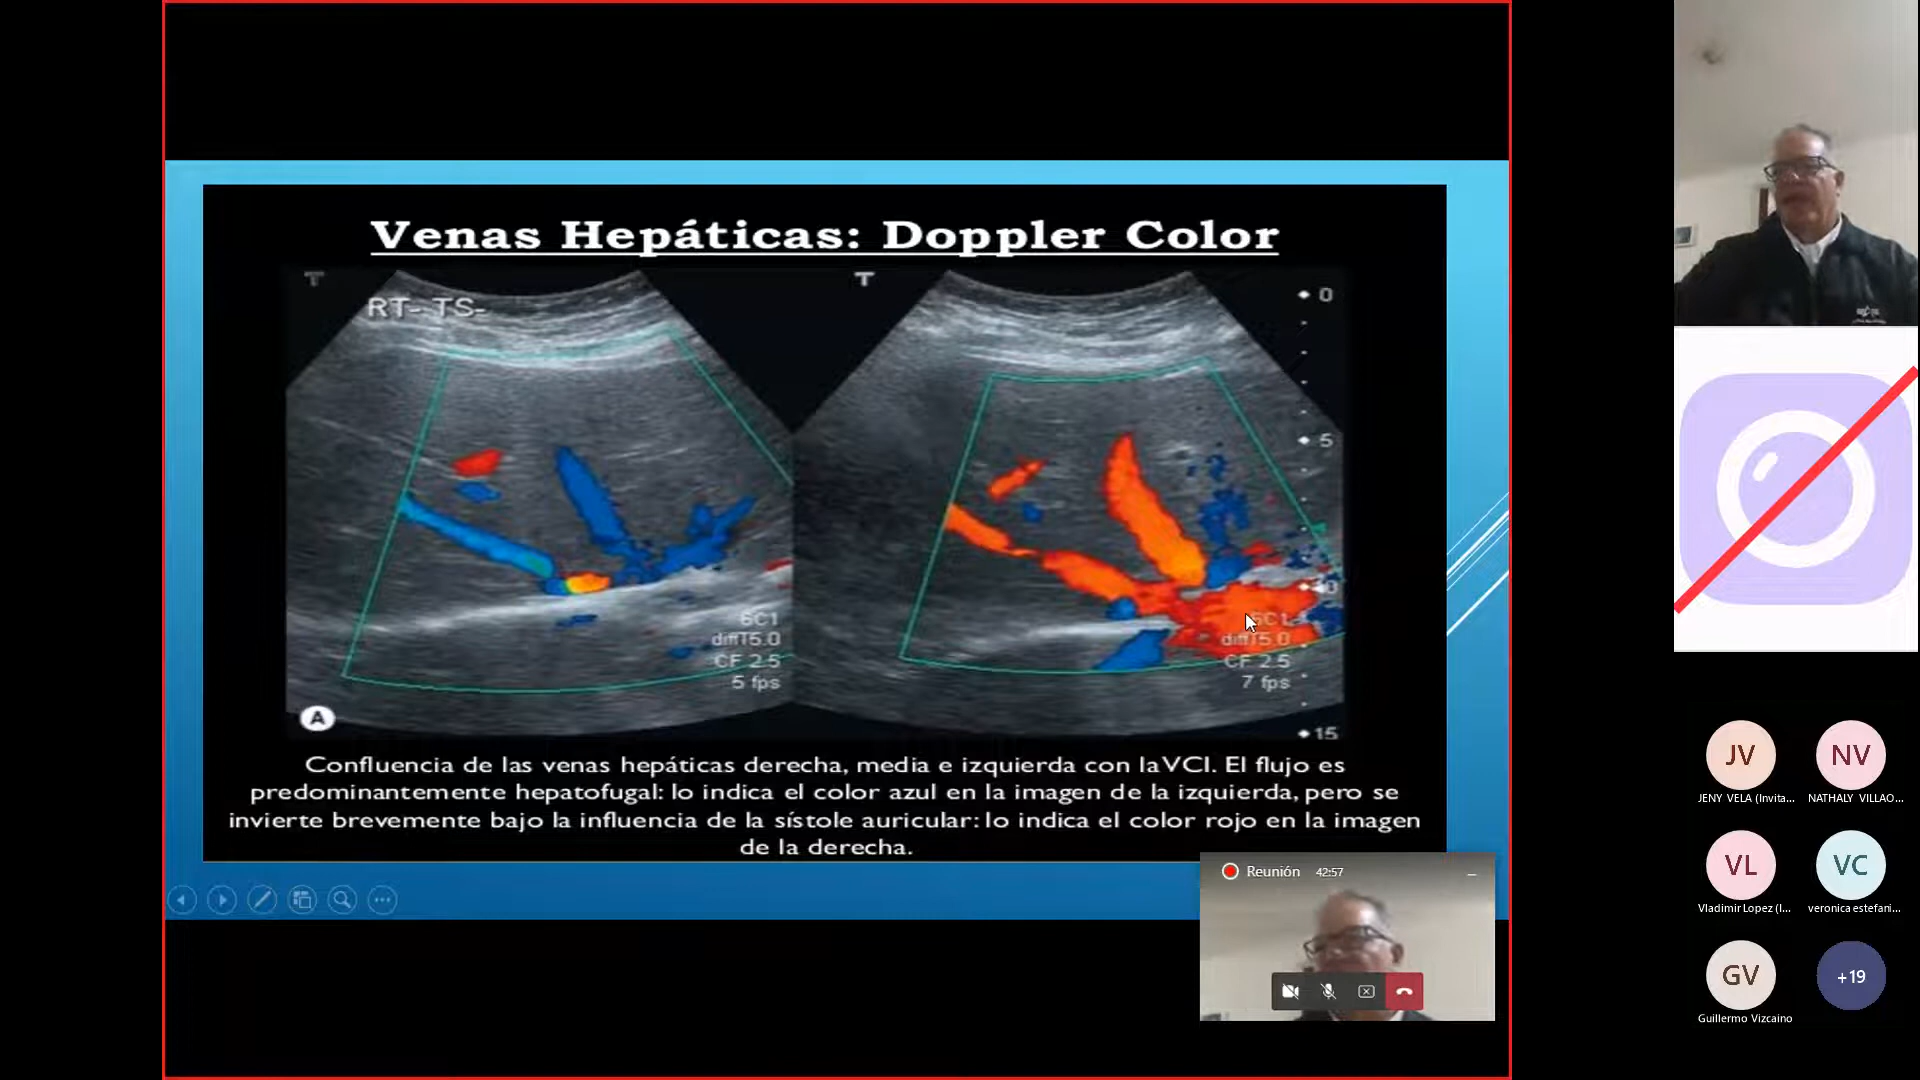 Venas Hepáticas: Doppler Color
T
RT- TS-
T
0
5
15
6C1
diffT5.0
CF 2.5
5 fps
6C1
diffT5.0
CF 2.5
7 fps
A
Confluencia de las venas hepáticas derecha, media e izquierda con laVCI. El flujo es
predominantemente hepatofugal: lo indica el color azul en la imagen de la izquierda, pero se
invierte brevemente bajo la influencia de la sístole auricular: lo indica el color rojo en la imagen
de la derecha.
Reunión 42:57
JV
JENY VELA (Invita...
NV
NATHALY VILLAO...
VL
Vladimir Lopez (I...
VC
veronica estefani...
GV
Guillermo Vizcaino
+19